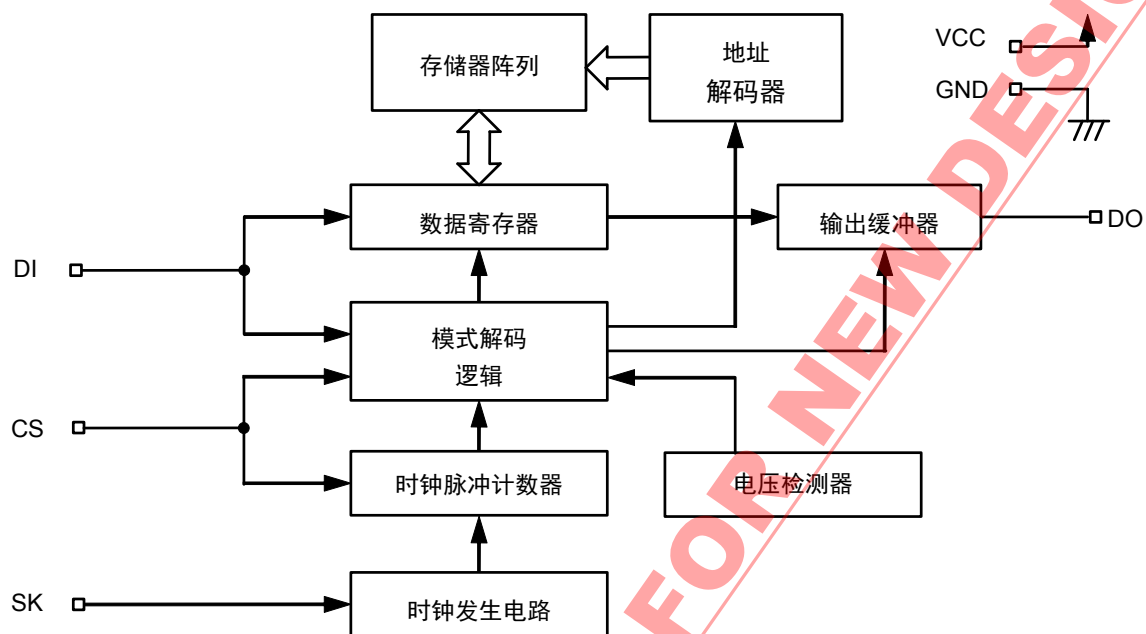 存储器阵列
地址
解码器
VCC
GND
数据寄存器
输出缓冲器
DO
DI
模式解码
逻辑
CS
时钟脉冲计数器
电压检测器
SK
时钟发生电路
FOR NEW DESIG